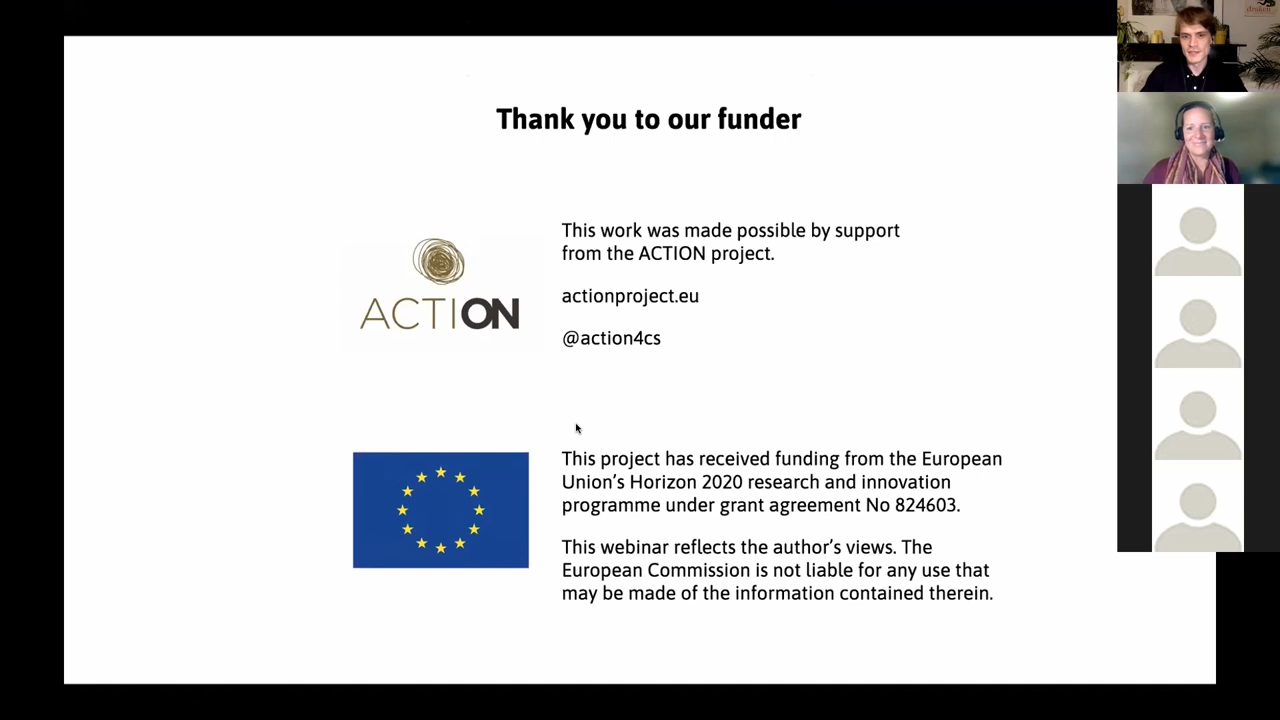 Thank you to our funder
This work was made possible by support
from the ACTION project.
ACTION
actionproject.eu
@action4cs
This project has received funding from the European
Union's Horizon 2020 research and innovation
programme under grant agreement No 824603.
This webinar reflects the author's views. The
European Commission is not liable for any use that
may be made of the information contained therein.